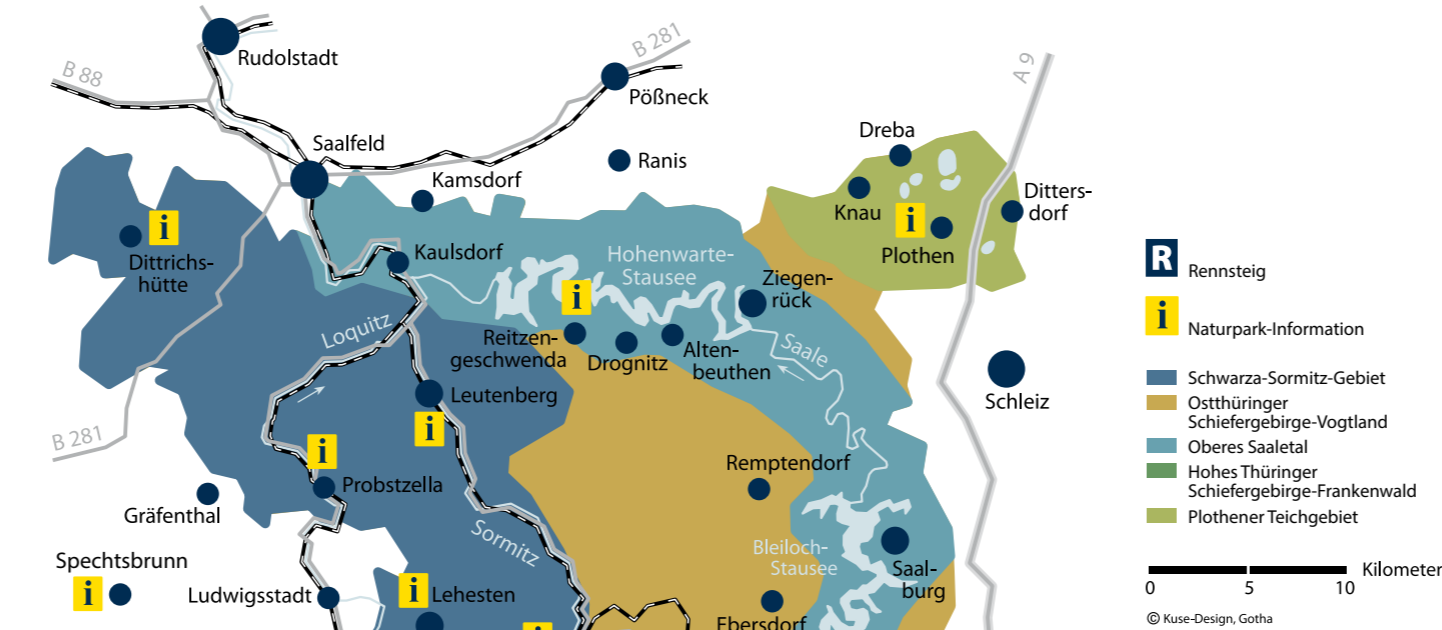 Rudolstadt
B 281
B 88
Pößneck
A 9
Saalfeld
Dreba
Ranis
Kamsdorf
Ditters-
dorf
Knau
i
i
Plothen
Dittrichs-
hütte
Kaulsdorf
Hohenwarte-
Stausee
Ziegen-
rück
i
Loquitz
Reitzen-
geschwenda
Drognitz
Alten-
beuthen
Saale
Leutenberg
Schleiz
i
B 281
i
Probstzella
Remptendorf
Gräfenthal
Sormitz
Bleiloch-
Stausee
Saal-
burg
Spechtsbrunn
i
Ludwigsstadt
i
Lehesten
Ebersdorf
R Rennsteig
i Naturpark-Information
Schwarza-Sormitz-Gebiet
Ostthüringer
Schiefergebirge-Vogtland
Oberes Saaletal
Hohes Thüringer
Schiefergebirge-Frankenwald
Plothener Teichgebiet
Kilometer
0 5 10
© Kuse-Design, Gotha